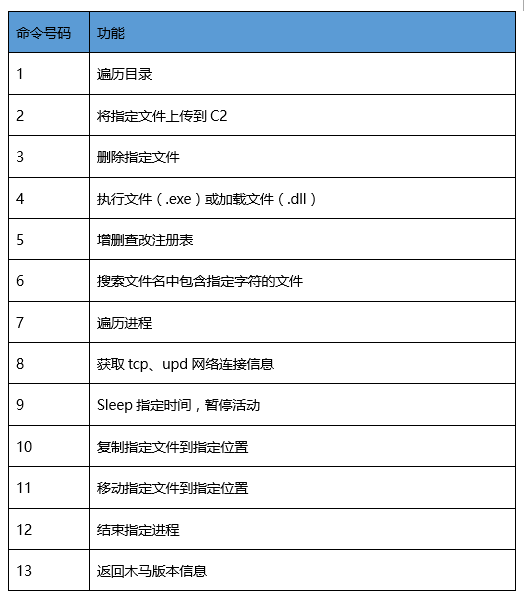 命令号码 功能
1 遍历目录
2 将指定文件上传到 C2
3 删除指定文件
4 执行文件（.exe）或加载文件（.dll）
5 增删查改注册表
6 搜索文件名中包含指定字符的文件
7 遍历进程
8 获取 tcp、upd 网络连接信息
9 Sleep 指定时间，暂停活动
10 复制指定文件到指定位置
11 移动指定文件到指定位置
12 结束指定进程
13 返回木马版本信息